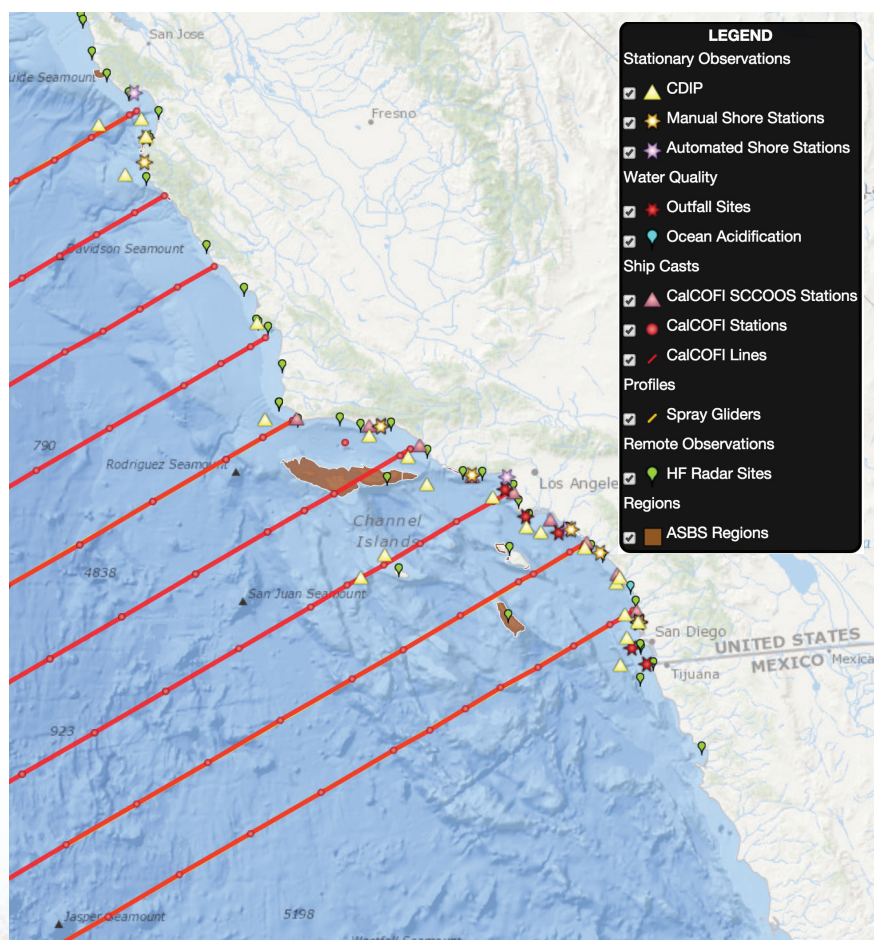 San Jose
uide Seamount
Fresno
Davidson Seamount
790
Rodriguez Seamount
Los Angele
Channel
Islands
4838
San Juan Seamount
San Diego
UNITED STATES
MEXICO
Mexica
Tijuana
923
Jasper Seamount
5198
LEGEND
Stationary Observations
CDIP
Manual Shore Stations
Automated Shore Stations
Water Quality
Outfall Sites
Ocean Acidification
Ship Casts
CalCOFI SCCOOS Stations
CalCOFI Stations
CalCOFI Lines
Profiles
Spray Gliders
Remote Observations
HF Radar Sites
Regions
ASBS Regions